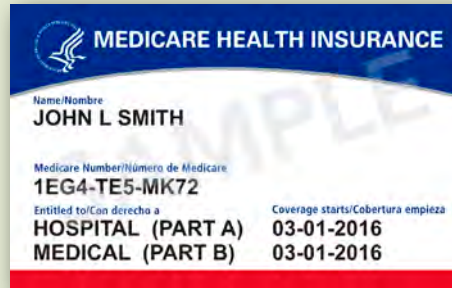 MEDICARE HEALTH INSURANCE
Name/Nombre
JOHN L SMITH
Medicare Number/Número de Medicare
1EG4-TE5-MK72
Entitled to/Con derecho a Coverage starts/Cobertura empieza
HOSPITAL (PART A) 03-01-2016
MEDICAL (PART B) 03-01-2016
SAMPLE